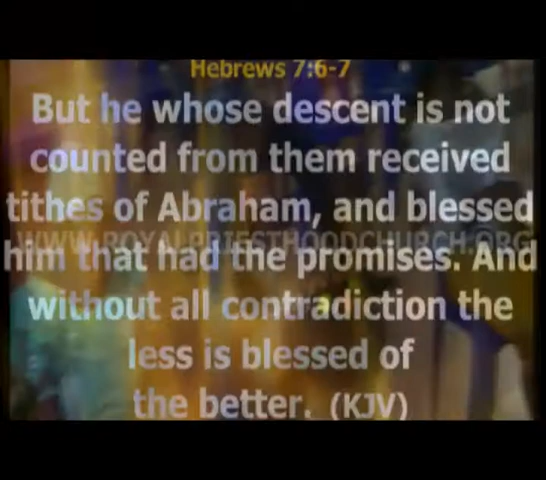 Hebrews 7:6-7
But he whose descent is not
counted from them received
tithes of Abraham, and blessed
WWW.ROYALPRIESTHOODCHURCH.ORG
him that had the promises. And
without all contradiction the
less is blessed of
the better. (KJV)